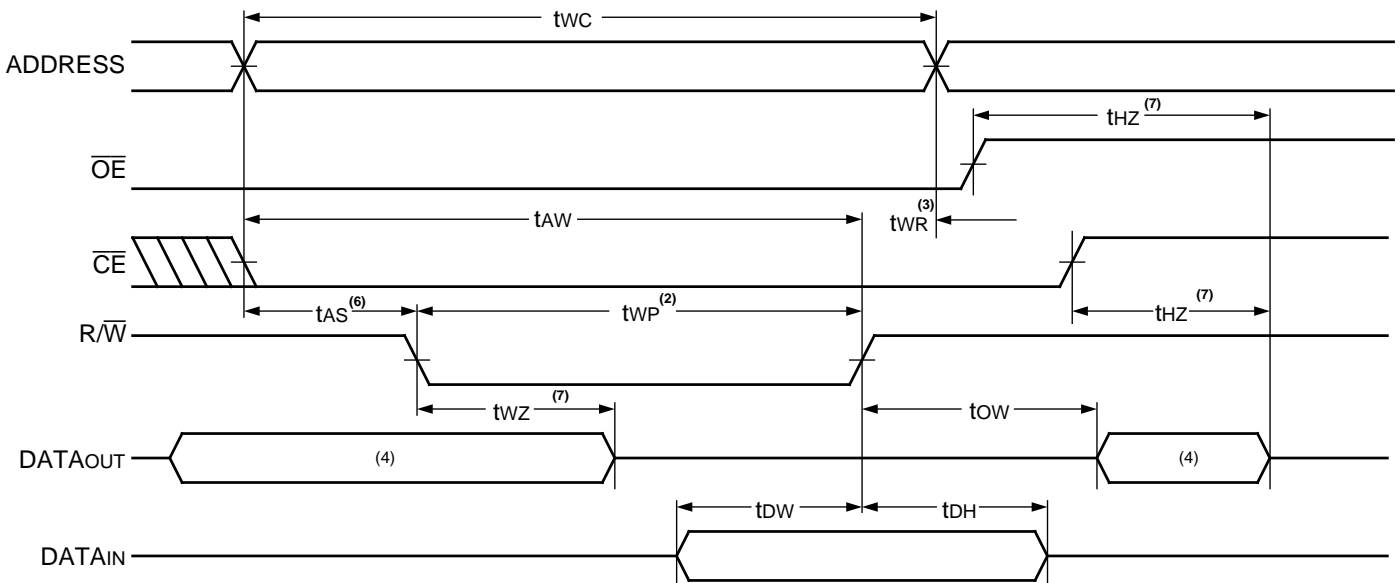 tWC
ADDRESS
tHZ(7)
OE
tAW
tWR(3)
CE
tAS(6)
tWP(2)
tHZ(7)
R/W
tWZ(7)
tOW
DATAOUT
(4)
(4)
tDW
tDH
DATAIN